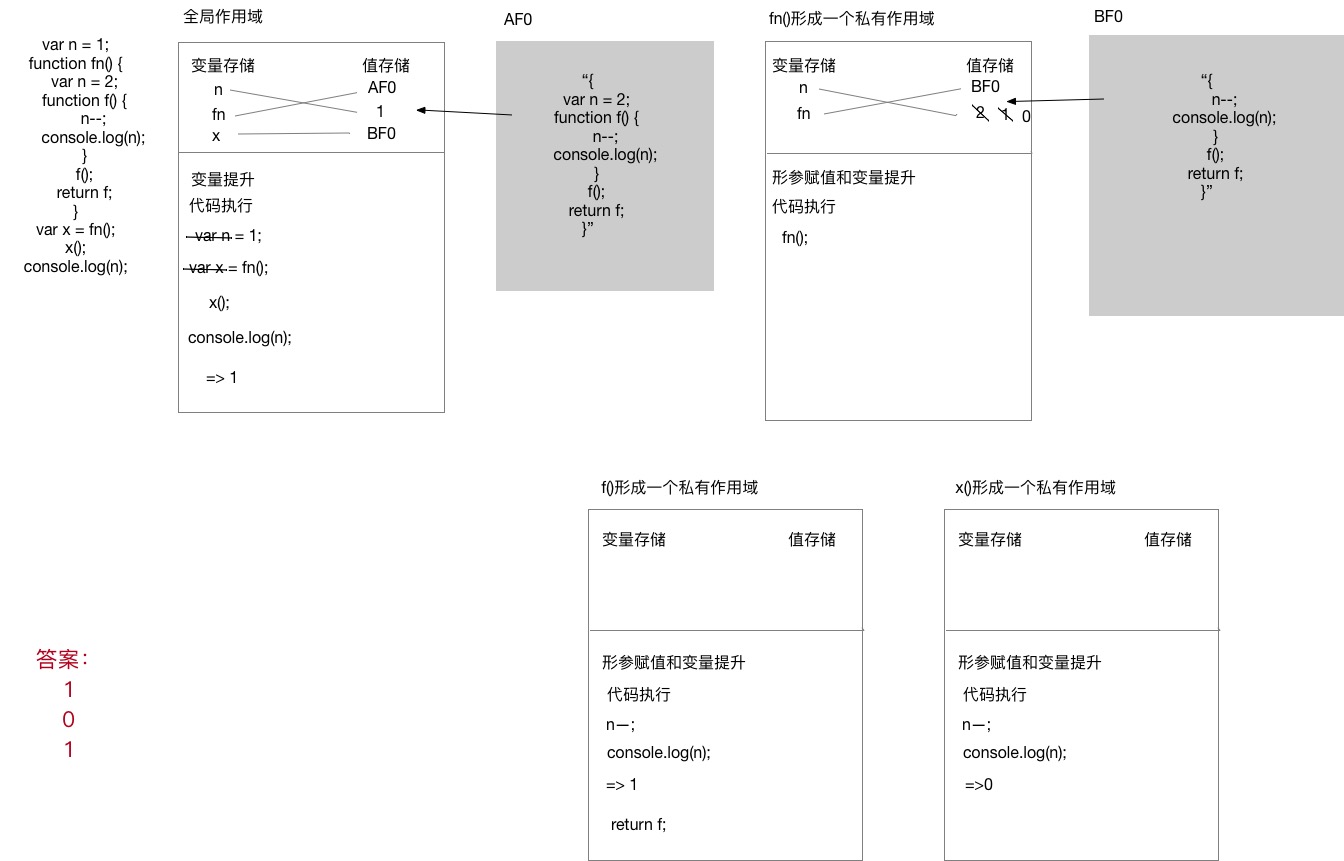 var n = 1;
function fn() {
var n = 2;
function f() {
n--;
console.log(n);
}
f();
return f;
}
var x = fn();
x();
console.log(n);
全局作用域
变量存储 值存储
n AF0
fn 1
x BF0
变量提升
代码执行
var n = 1;
var x = fn();
x();
console.log(n);
=> 1
AF0
“{
var n = 2;
function f() {
n--;
console.log(n);
}
f();
return f;
}”
fn()形成一个私有作用域
变量存储 值存储
n BF0
fn 2 1 0
形参赋值和变量提升
代码执行
fn();
BF0
“{
n--;
console.log(n);
}
f();
return f;
}”
f()形成一个私有作用域
变量存储 值存储
形参赋值和变量提升
代码执行
n—;
console.log(n);
=> 1
return f;
x()形成一个私有作用域
变量存储 值存储
形参赋值和变量提升
代码执行
n—;
console.log(n);
=>0
答案：
1
0
1